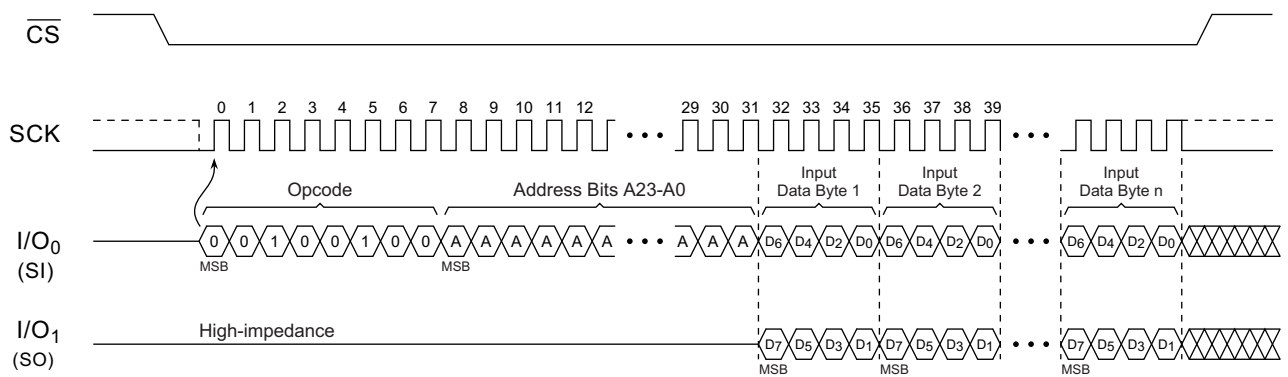 CS
0 1 2 3 4 5 6 7 8 9 10 11 12 29 30 31 32 33 34 35 36 37 38 39
SCK
Opcode
Address Bits A23-A0
Input
Data Byte 1
Input
Data Byte 2
Input
Data Byte n
I/O0
(SI)
0 0 1 0 0 1 0 0 A A A A A A A A A D6 D4 D2 D0 D6 D4 D2 D0 D6 D4 D2 D0
MSB MSB
I/O1
(SO)
High-impedance
D7 D5 D3 D1 D7 D5 D3 D1 D7 D5 D3 D1
MSB MSB MSB